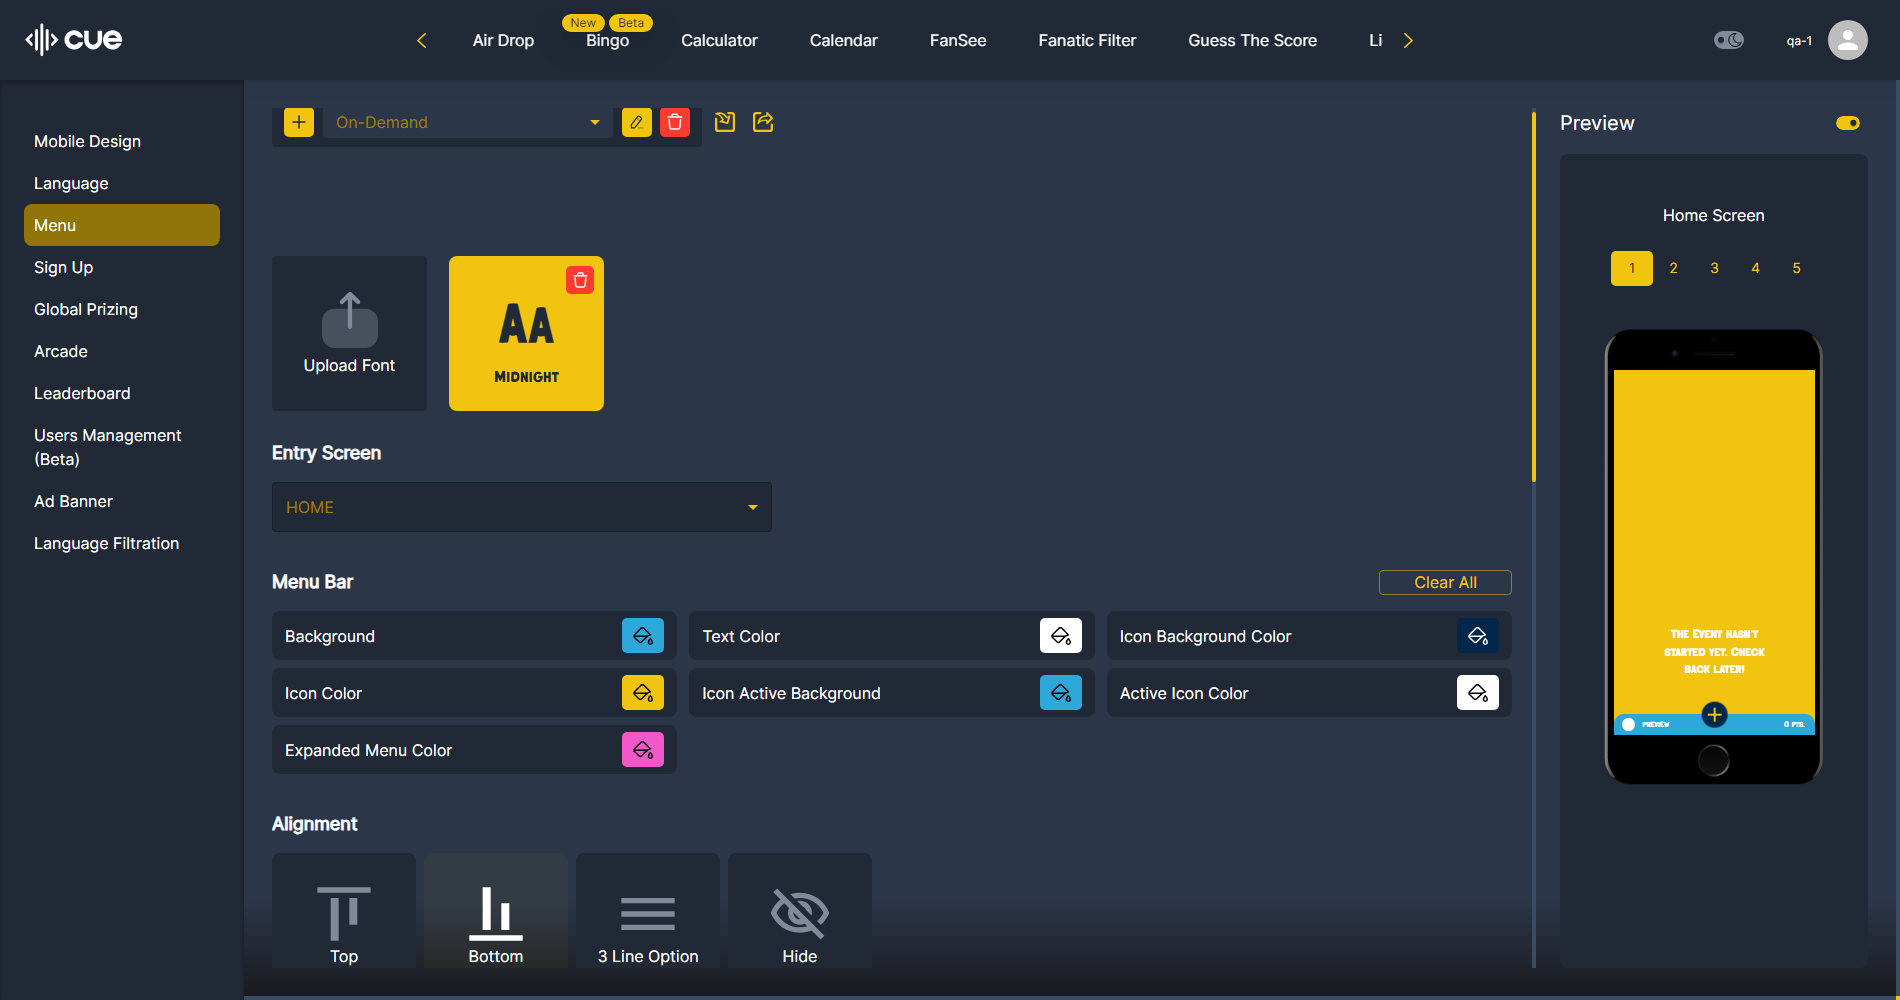 cue
Air Drop
New
Beta
Bingo
Calculator
Calendar
FanSee
Fanatic Filter
Guess The Score
Li
qa-1
Mobile Design
Language
Menu
Sign Up
Global Prizing
Arcade
Leaderboard
Users Management
(Beta)
Ad Banner
Language Filtration
On-Demand
Upload Font
AA
MIDNIGHT
Entry Screen
HOME
Menu Bar
Clear All
Background
Text Color
Icon Background Color
Icon Color
Icon Active Background
Active Icon Color
Expanded Menu Color
Alignment
Top
Bottom
3 Line Option
Hide
Preview
Home Screen
1 2 3 4 5
THE EVENT HASN'T
STARTED YET. CHECK
BACK LATER!
PREVIEW
0 PTS.